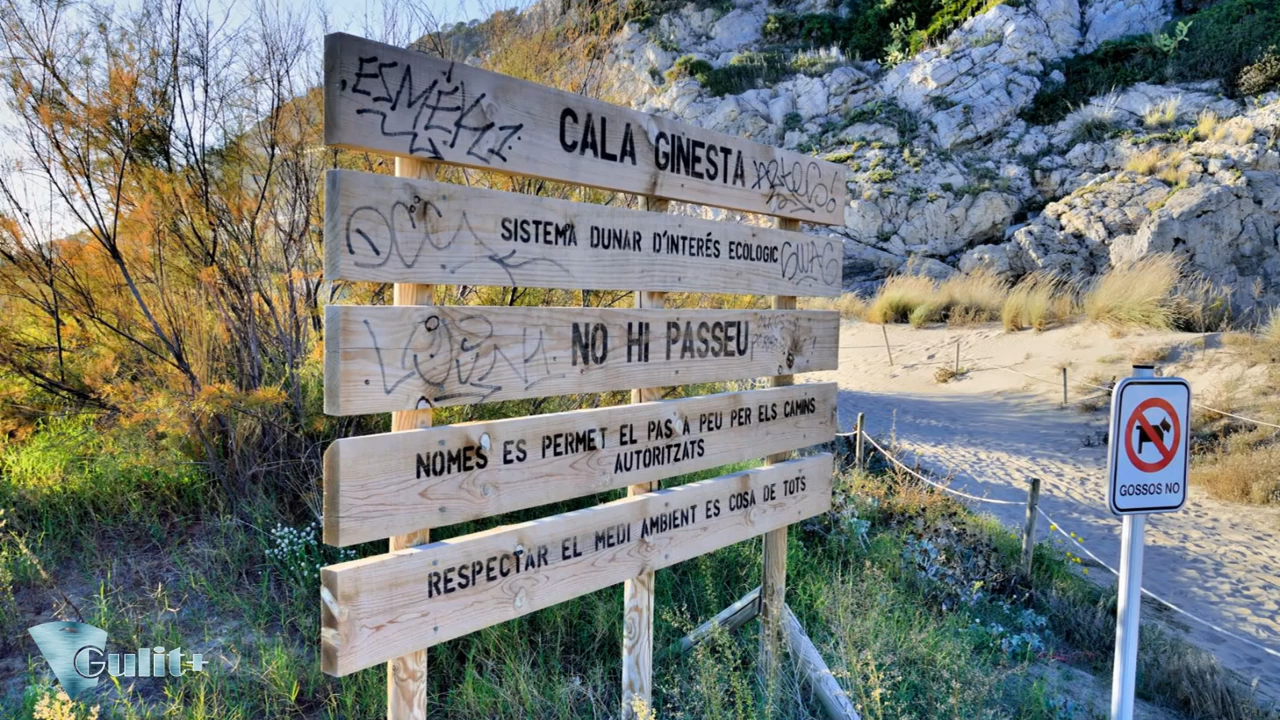 ESMEK
CALA GINESTA
SISTEMA DUNAR D'INTERÉS ECOLOGIC
NO HI PASSEU
NOMES ES PERMET EL PAS A PEU PER ELS CAMINS
AUTORITZATS
RESPECTAR EL MEDI AMBIENT ES COSA DE TOTS
GOSSOS NO
Gulit+